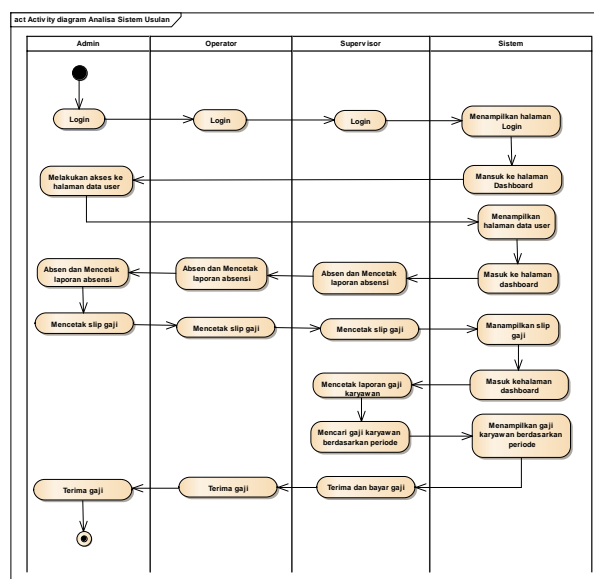 act Activity diagram Analisa Sistem Usulan
Admin
Operator
Supervisor
Sistem
Login
Login
Login
Menampilkan halaman
Login
Melakukan akses ke
halaman data user
Mansuk ke halaman
Dashboard
Menampilkan
halaman data user
Absen dan Mencetak
laporan absensi
Absen dan Mencetak
laporan absensi
Absen dan Mencetak
laporan absensi
Masuk ke halaman
dashboard
Mencetak slip gaji
Mencetak slip gaji
Mencetak slip gaji
Manampilkan slip
gaji
Mencetak laporan gaji
karyawan
Masuk kehalaman
dashboard
Mencari gaji karyawan
berdasarkan periode
Menampilkan gaji
karyawan berdasarkan
periode
Terima gaji
Terima gaji
Terima dan bayar gaji